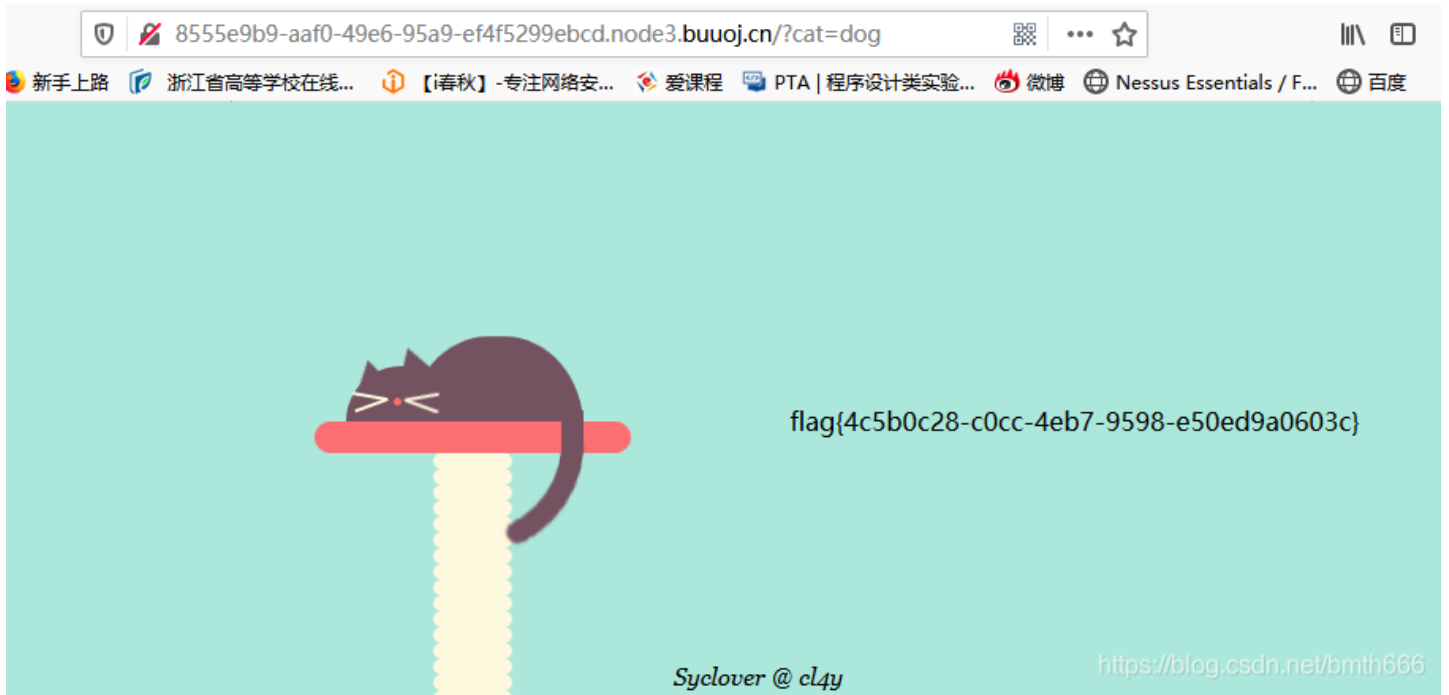 8555e9b9-aaf0-49e6-95a9-ef4f5299ebcd.node3.buuoj.cn/?cat=dog
新手上路 浙江省高等学校在线... 【i春秋】-专注网络安... 爱课程 PTA | 程序设计类实验... 微博 Nessus Essentials / F... 百度
flag{4c5b0c28-c0cc-4eb7-9598-e50ed9a0603c}
Syclover @ cl4y
https://blog.csdn.net/bmth666